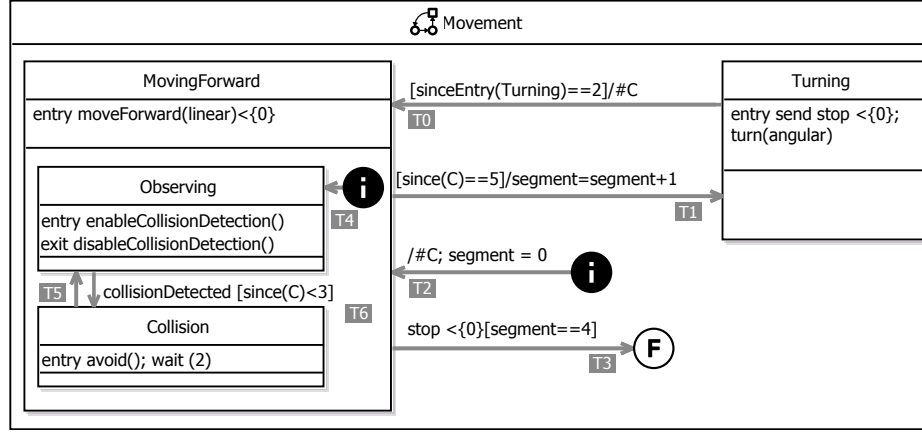 Movement
MovingForward
entry moveForward(linear)<{0}
[sinceEntry(Turning)==2]/#C
T0
Turning
entry send stop <{0};
turn(angular)
Observing
entry enableCollisionDetection()
exit disableCollisionDetection()
i
T4
[since(C)==5]/segment=segment+1
T1
/#C; segment = 0
T2
i
T5
collisionDetected [since(C)<3]
T6
Collision
entry avoid(); wait (2)
stop <{0}[segment==4]
T3
F